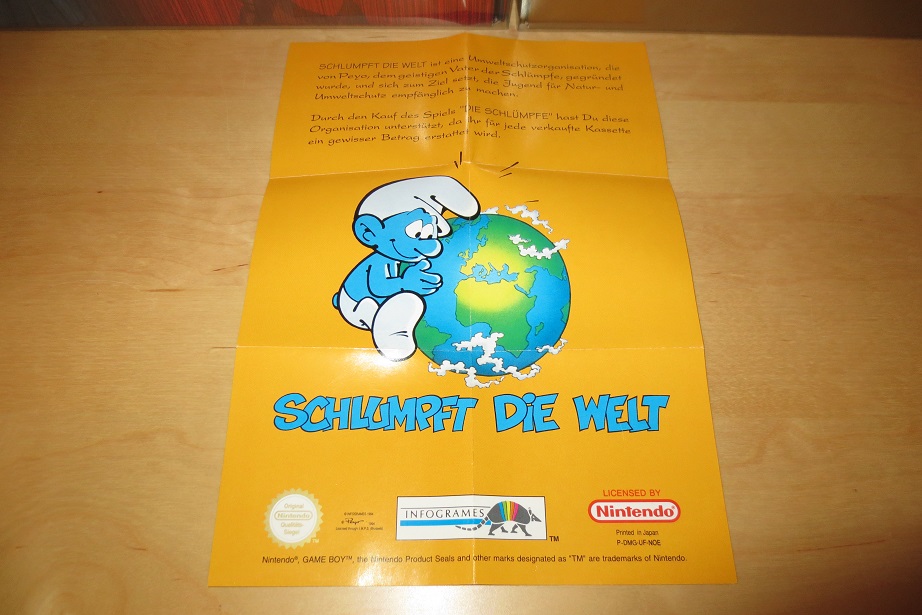 SCHLUMPFT DIE WELT ist eine Umweltschutzorganisation, die
von Peyo, dem geistigen Vater der Schlümpfe, gegründet
wurde, und sich zum Ziel setzt, die Jugend für Natur- und
Umweltschutz empfänglich zu machen.
Durch den Kauf des Spiels "DIE SCHLÜMPFE" hast Du diese
Organisation unterstützt, da Ihr für jede verkaufte Kassette
ein gewisser Betrag erstattet wird.
SCHLUMPFT DIE WELT
Original
Nintendo
INFOGRAMES
TM
LICENSED BY
Nintendo®
Printed in Japan
P-DMG-UF-NOE
Nintendo®, GAME BOY™, the Nintendo Product Seals and other marks designated as "TM" are trademarks of Nintendo.